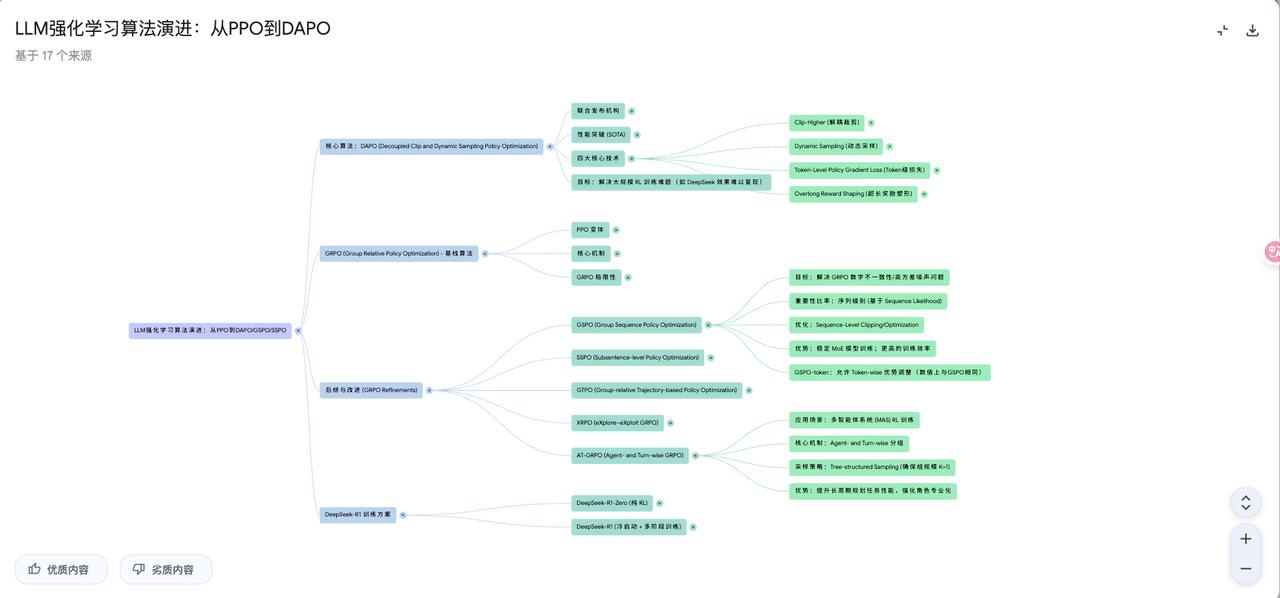 LLM强化学习算法演进：从PPO到DAPO
基于 17 个来源
联合发布机构
性能突破 (SOTA)
四大核心技术
目标：解决大规模 RL 训练难题（如 DeepSeek 效果难以复现）
Clip-Higher (解耦裁剪)
Dynamic Sampling (动态采样)
Token-Level Policy Gradient Loss (Token级损失)
Overlong Reward Shaping (超长奖励塑形)
核心算法：DAPO (Decoupled Clip and Dynamic Sampling Policy Optimization)
PPO 变体
核心机制
GRPO 局限性
GRPO (Group Relative Policy Optimization) - 基线算法
LLM强化学习算法演进：从PPO到DAPO/GSPO/SSPO
目标：解决 GRPO 数学不一致性/高方差噪声问题
重要性比率：序列级别 (基于 Sequence Likelihood)
优化：Sequence-Level Clipping/Optimization
优势：稳定 MoE 模型训练；更高的训练效率
GSPO-token：允许 Token-wise 优势调整（数值上与GSPO相同）
GSPO (Group Sequence Policy Optimization)
SSPO (Subsentence-level Policy Optimization)
GTPO (Group-relative Trajectory-based Policy Optimization)
XRPO (eXplore–eXploit GRPO)
AT-GRPO (Agent- and Turn-wise GRPO)
后继与改进 (GRPO Refinements)
应用场景：多智能体系统 (MAS) RL 训练
核心机制：Agent- and Turn-wise 分组
采样策略：Tree-structured Sampling (确保组规模 K>1)
优势：提升长周期规划任务性能，强化角色专业化
DeepSeek-R1 训练方案
DeepSeek-R1-Zero (纯 RL)
DeepSeek-R1 (冷启动 + 多阶段训练)
优质内容
劣质内容